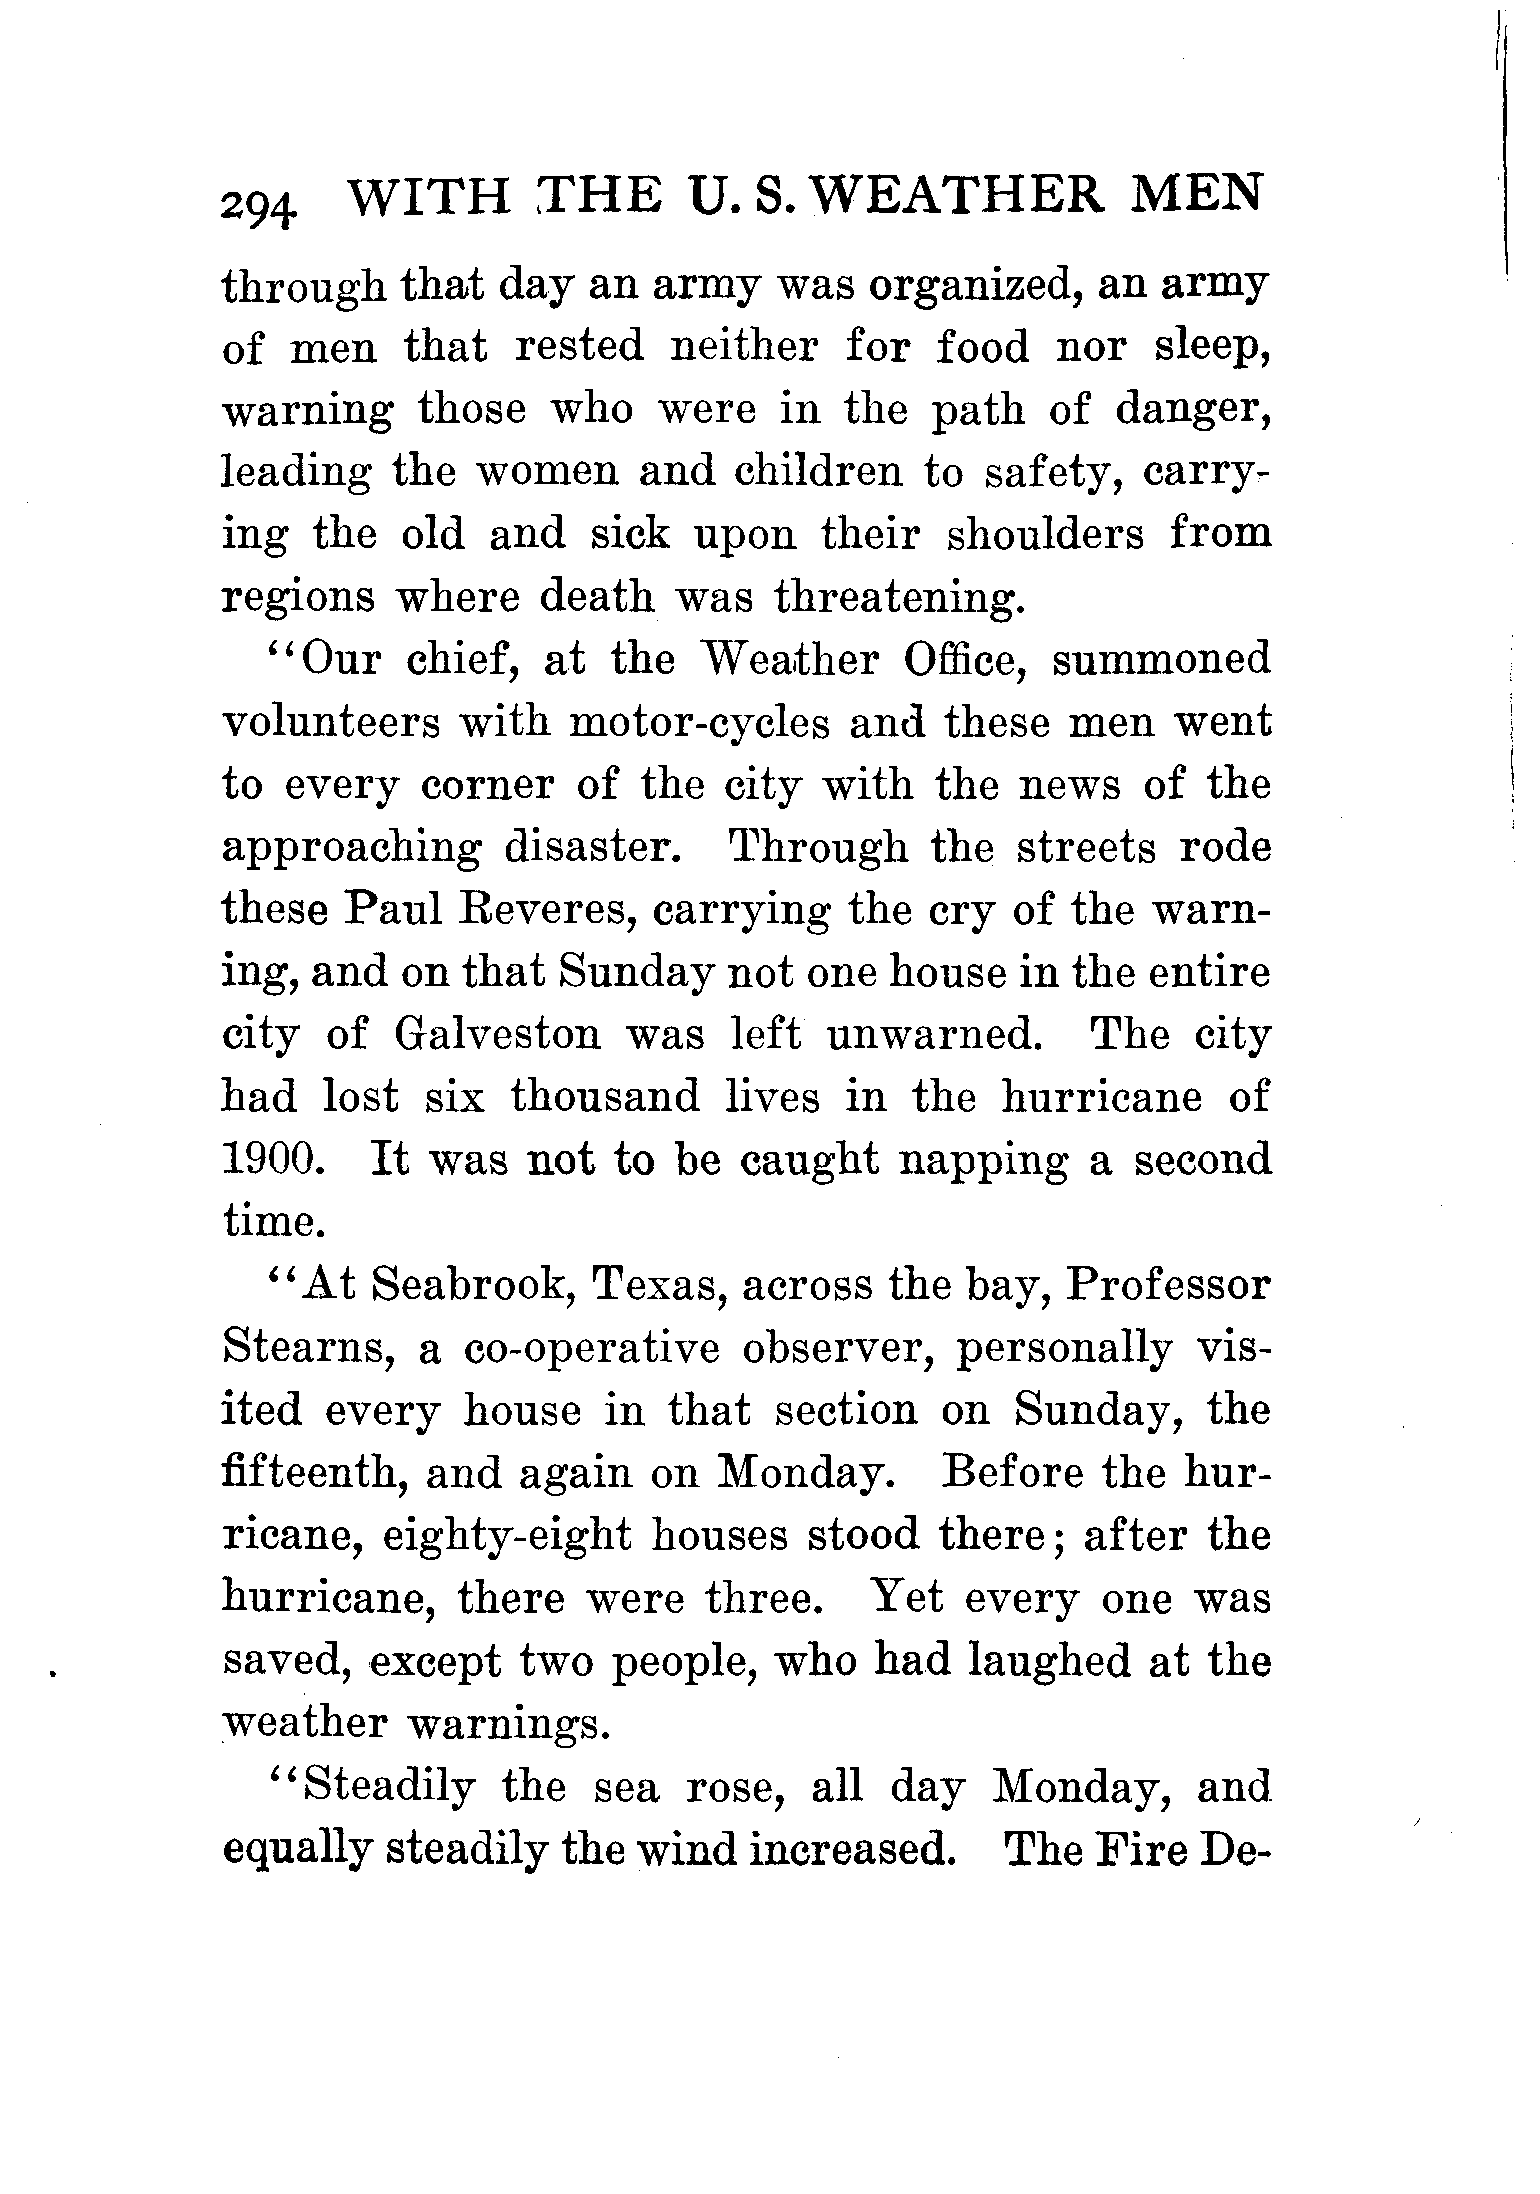 294 WITH THE U. S. WEATHER MEN
through that day an army was organized, an army
of men that rested neither for food nor sleep,
warning those who were in the path of danger,
leading the women and children to safety, carry-
ing the old and sick upon their shoulders from
regions where death was threatening.
“Our chief, at the Weather Office, summoned
volunteers with motor-cycles and these men went
to every corner of the city with the news of the
approaching disaster. Through the streets rode
these Paul Reveres, carrying the cry of the warn-
ing, and on that Sunday not one house in the entire
city of Galveston was left unwarned. The city
had lost six thousand lives in the hurricane of
1900. It was not to be caught napping a second
time.
“At Seabrook, Texas, across the bay, Professor
Stearns, a co-operative observer, personally vis-
ited every house in that section on Sunday, the
fifteenth, and again on Monday. Before the hur-
ricane, eighty-eight houses stood there; after the
hurricane, there were three. Yet every one was
saved, except two people, who had laughed at the
weather warnings.
“Steadily the sea rose, all day Monday, and
equally steadily the wind increased. The Fire De-